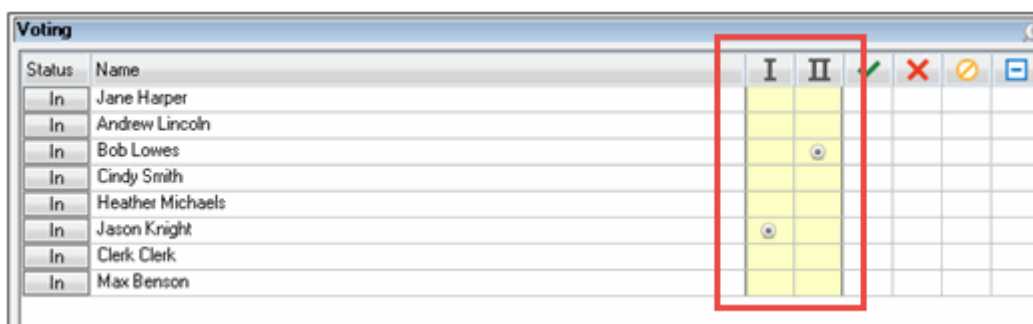 Voting
Status Name I II
In Jane Harper
In Andrew Lincoln
In Bob Lowes
In Cindy Smith
In Heather Michaels
In Jason Knight
In Clerk Clerk
In Max Benson